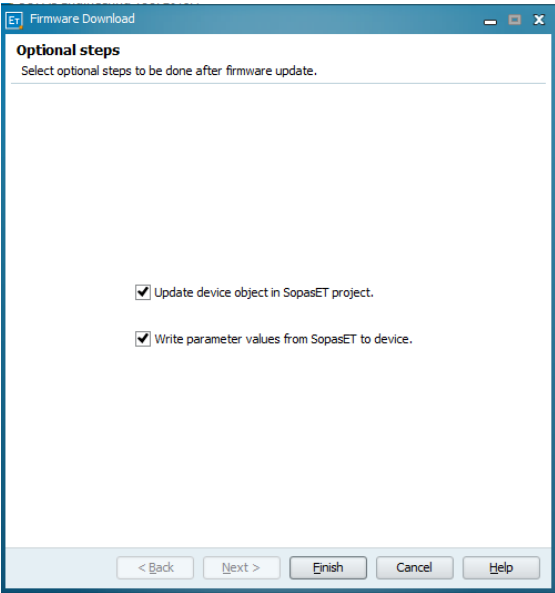 ET Firmware Download
Optional steps
Select optional steps to be done after firmware update.
Update device object in SopasET project.
Write parameter values from SopasET to device.
< Back Next > Finish Cancel Help